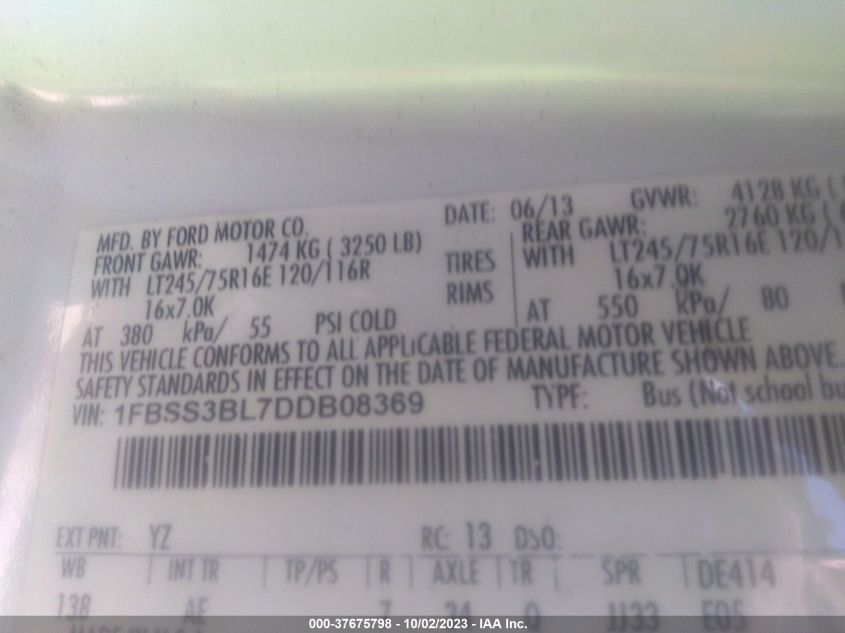 MFD. BY FORD MOTOR CO. DATE: 06/13 GVWR: 4128 KG (
FRONT GAWR: 1474 KG ( 3250 LB) REAR GAWR: 2760 KG (
WITH LT245/75R16E 120/116R TIRES WITH LT245/75R16E 120/1
16x7.0K RIMS 16x7.0K
AT 380 kPa/ 55 PSI COLD AT 550 kPa/ 80
THIS VEHICLE CONFORMS TO ALL APPLICABLE FEDERAL MOTOR VEHICLE
SAFETY STANDARDS IN EFFECT ON THE DATE OF MANUFACTURE SHOWN ABOVE.
VIN: 1FBSS3BL7DDB08369 TYPE: Bus (Not school bu
EXT PNT: YZ RC: 13 DSO:
WB INT TR TP/PS R AXLE TR SPR DE414
138 AE 7 24 Q JJ33 E05
000-37675798 - 10/02/2023 - IAA Inc.